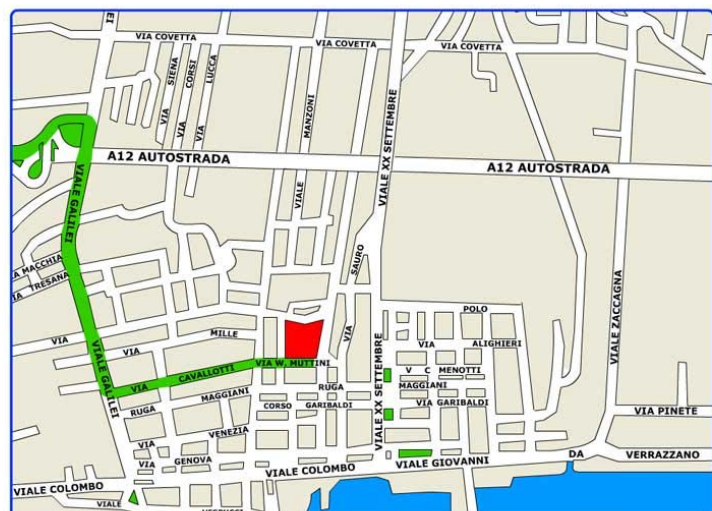 EI
VIA COVETTA
VIA COVETTA
VIA COVETTA
VIA SIENA
VIA CORSI
VIA LUCCA
VIALE MANZONI
VIALE XX SETTEMBRE
A12 AUTOSTRADA
A12 AUTOSTRADA
VIALE GALILEI
VIA SAURO
A MACCHIA
IA TRESANA
POLO
VIA
MILLE
VIA
VIA
ALIGHIERI
VIALE ZACCAGNA
VIA W. MUTTINI
VIALE GALILEI
VIA
CAVALLOTTI
VIALE XX SETTEMBRE
V C MENOTTI
MAGGIANI
RUGA
MAGGIANI
RUGA
CORSO GARIBALDI
VIA GARIBALDI
VIA PINETE
VENEZIA
VIA
VIA
GENOVA
VIALE COLOMBO
VIALE GIOVANNI
DA
VERRAZZANO
VIALE COLOMBO
VIALE